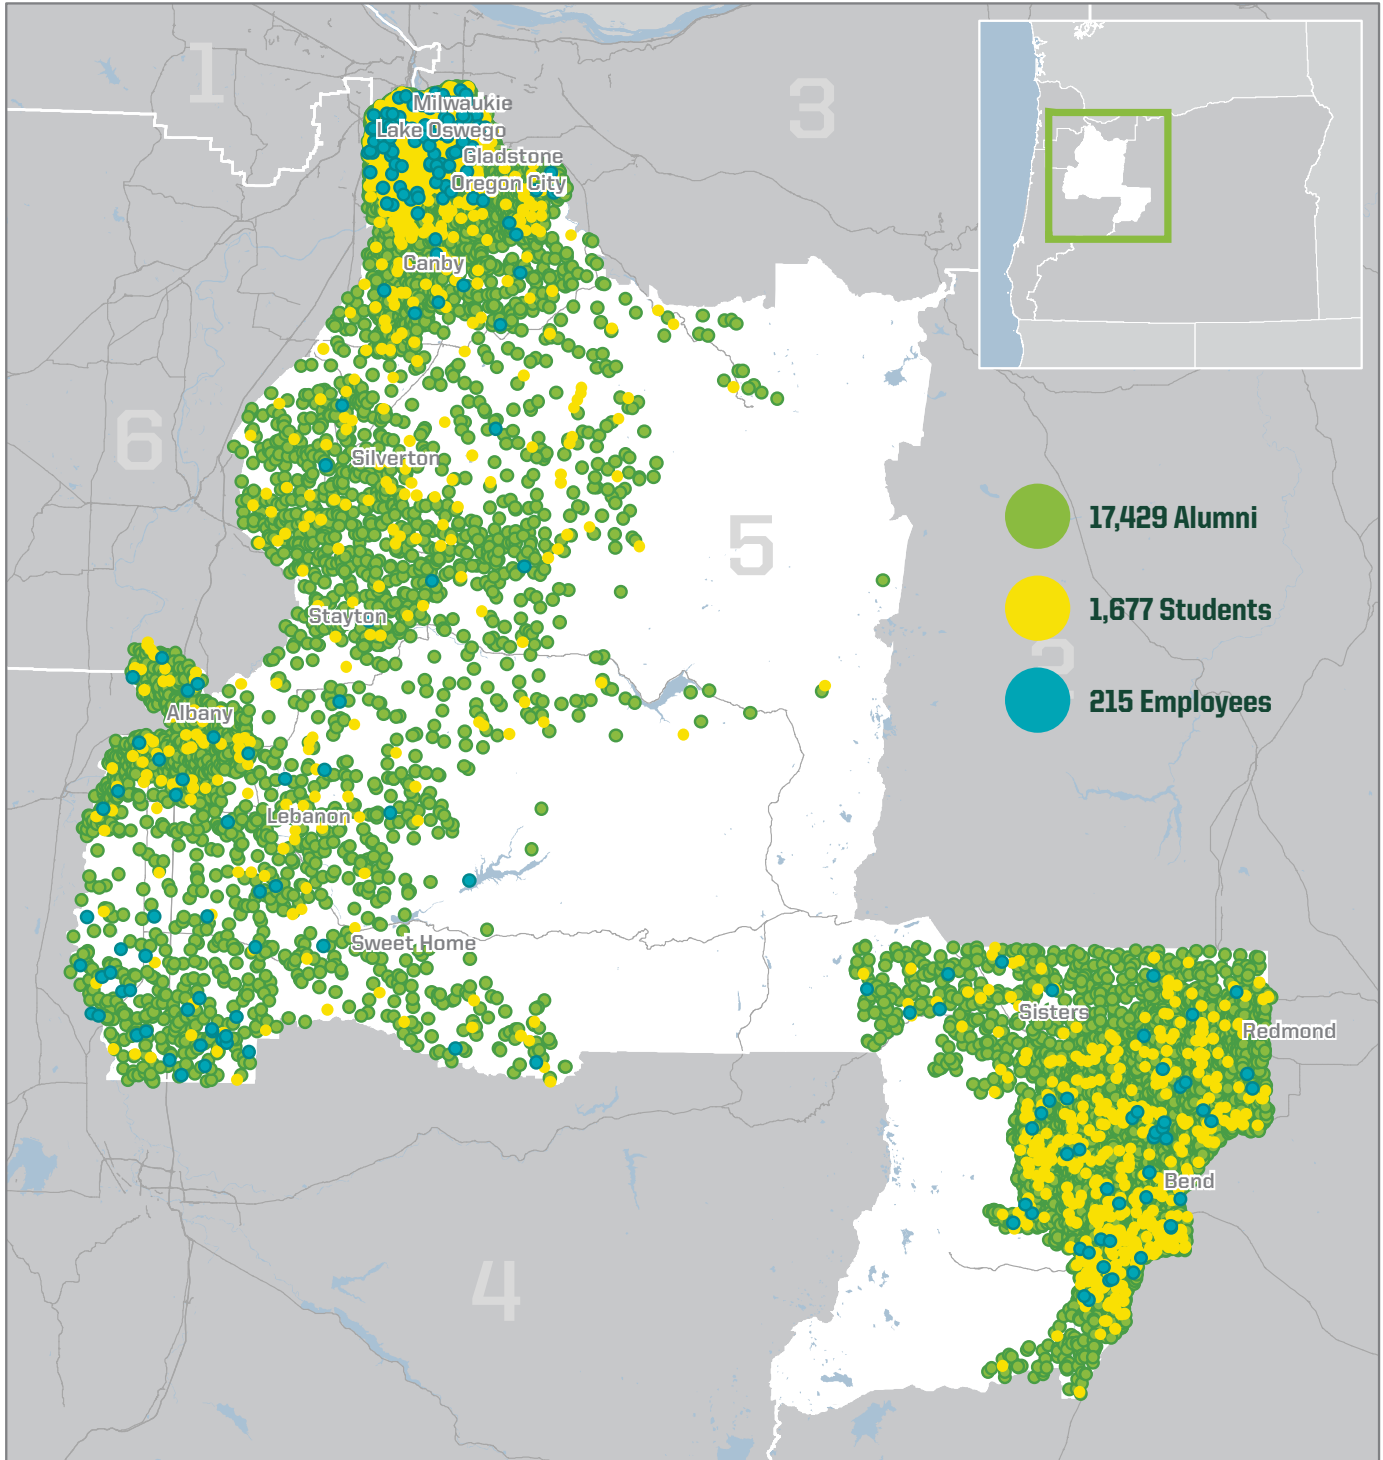 1
3
Milwaukie
Lake Oswego
Gladstone
Oregon City
Canby
6
Silverton
5
17,429 Alumni
1,677 Students
2
215 Employees
Stayton
Albany
Lebanon
Sweet Home
Sisters
Redmond
Bend
4